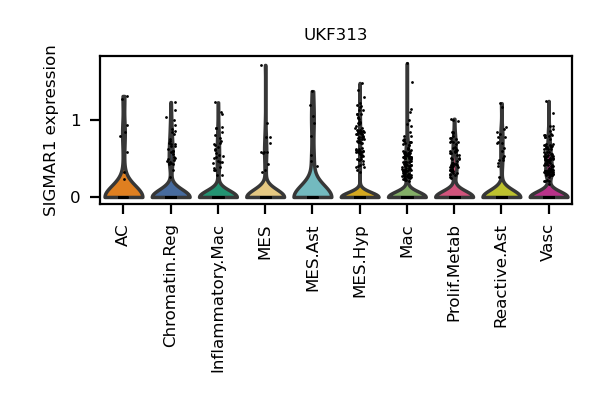 UKF313
SIGMAR1 expression
1
0
AC
Chromatin.Reg
Inflammatory.Mac
MES
MES.Ast
MES.Hyp
Mac
Prolif.Metab
Reactive.Ast
Vasc